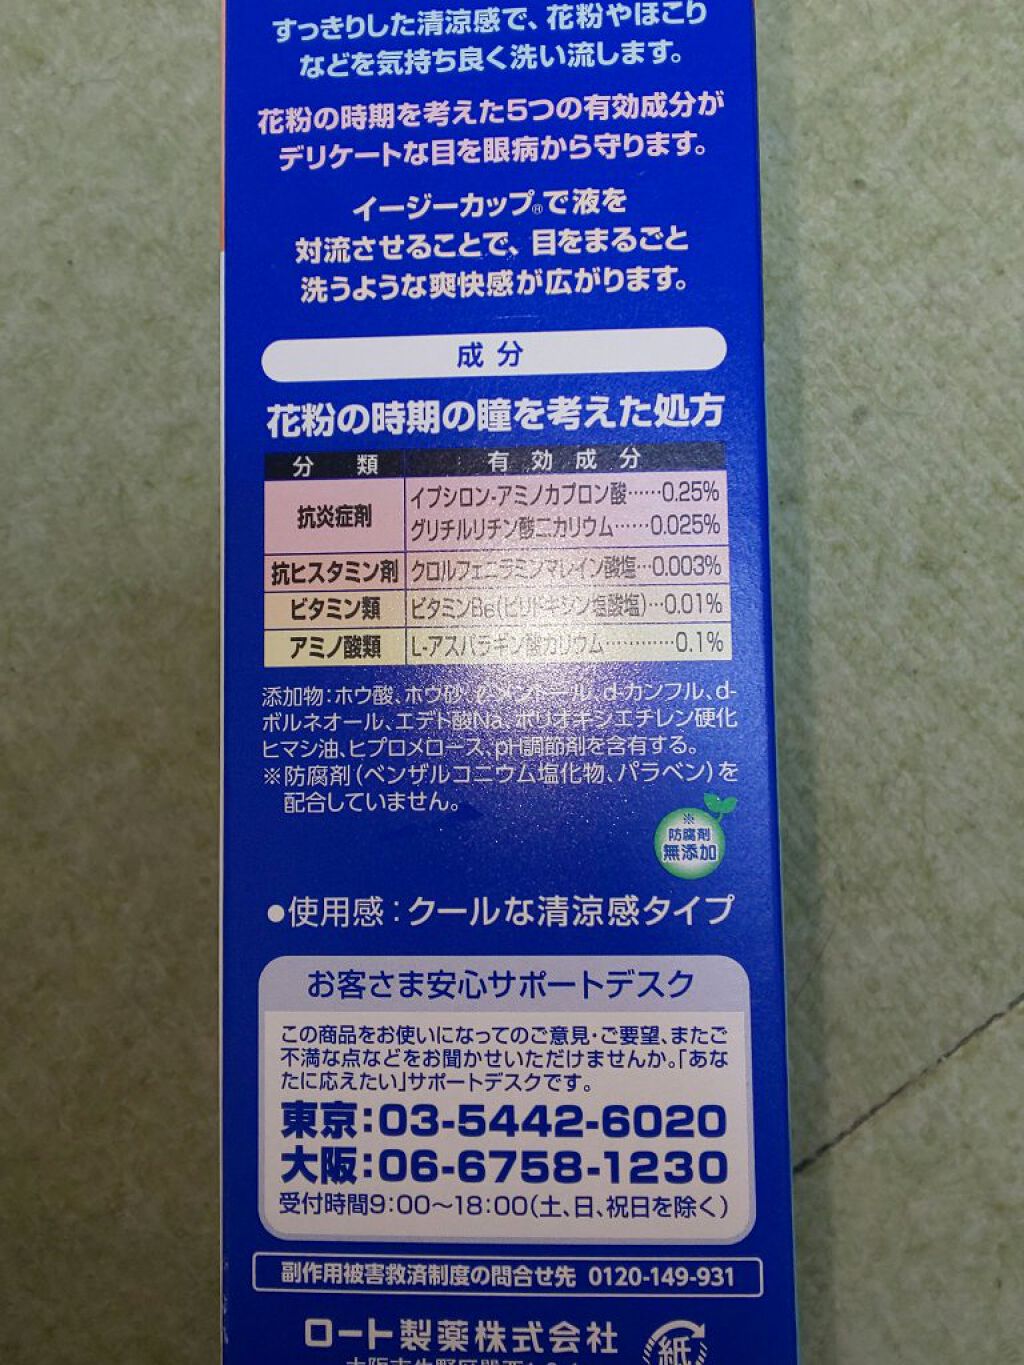 すっきりした清涼感で、花粉やほこり
などを気持ち良く洗い流します。
花粉の時期を考えた5つの有効成分が
デリケートな目を眼病から守ります。
イージーカップ®で液を
対流させることで、目をまるごと
洗うような爽快感が広がります。
成分
花粉の時期の瞳を考えた処方
分類 有効成分
抗炎症剤 イプシロン-アミノカプロン酸……0.25%
グリチルリチン酸二カリウム……0.025%
抗ヒスタミン剤 クロルフェニラミンマレイン酸塩…0.003%
ビタミン類 ビタミンB6(ピリドキシン塩酸塩)…0.01%
アミノ酸類 L-アスパラギン酸カリウム…………0.1%
添加物:ホウ酸、ホウ砂、ℓ-メントール、d-カンフル、d-
ボルネオール、エデト酸Na、ポリオキシエチレン硬化
ヒマシ油、ヒプロメロース、pH調節剤を含有する。
※防腐剤(ベンザルコニウム塩化物、パラベン)を
配合していません。
※
防腐剤
無添加
●使用感:クールな清涼感タイプ
お客さま安心サポートデスク
この商品をお使いになってのご意見・ご要望、またご
不満な点などをお聞かせいただけませんか。「あな
たに応えたい」サポートデスクです。
東京:03-5442-6020
大阪:06-6758-1230
受付時間9:00〜18:00(土、日、祝日を除く)
副作用被害救済制度の問合せ先 0120-149-931
ロート製薬株式会社
紙